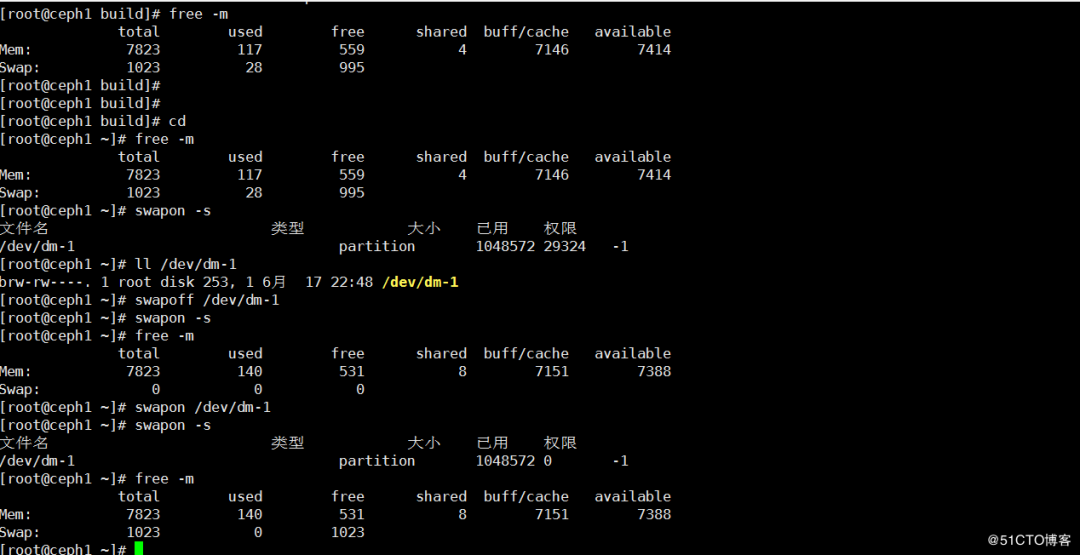 [root@ceph1 build]# free -m
total used free shared buff/cache available
Mem: 7823 117 559 4 7146 7414
Swap: 1023 28 995
[root@ceph1 build]#
[root@ceph1 build]#
[root@ceph1 build]# cd
[root@ceph1 ~]# free -m
total used free shared buff/cache available
Mem: 7823 117 559 4 7146 7414
Swap: 1023 28 995
[root@ceph1 ~]# swapon -s
文件名 类型 大小 已用 权限
/dev/dm-1 partition 1048572 29324 -1
[root@ceph1 ~]# ll /dev/dm-1
brw-rw----. 1 root disk 253, 1 6月 17 22:48 /dev/dm-1
[root@ceph1 ~]# swapoff /dev/dm-1
[root@ceph1 ~]# swapon -s
[root@ceph1 ~]# free -m
total used free shared buff/cache available
Mem: 7823 140 531 8 7151 7388
Swap: 0 0 0
[root@ceph1 ~]# swapon /dev/dm-1
[root@ceph1 ~]# swapon -s
文件名 类型 大小 已用 权限
/dev/dm-1 partition 1048572 0 -1
[root@ceph1 ~]# free -m
total used free shared buff/cache available
Mem: 7823 140 531 8 7151 7388
Swap: 1023 0 1023
[root@ceph1 ~]#
@51CTO博客